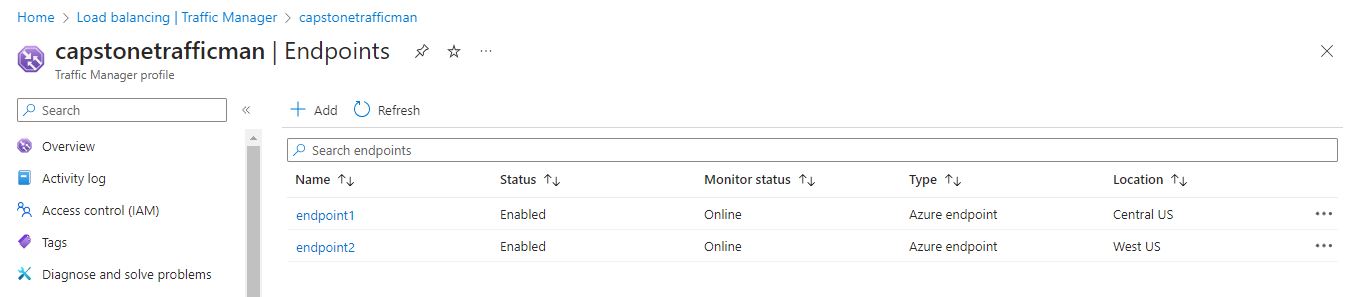 Home > Load balancing | Traffic Manager > capstonetrafficman
capstonetrafficman | Endpoints ...
Traffic Manager profile
Search
Add Refresh
Search endpoints
Overview
Activity log
Access control (IAM)
Tags
Diagnose and solve problems
Name Status Monitor status Type Location
endpoint1 Enabled Online Azure endpoint Central US ...
endpoint2 Enabled Online Azure endpoint West US ...